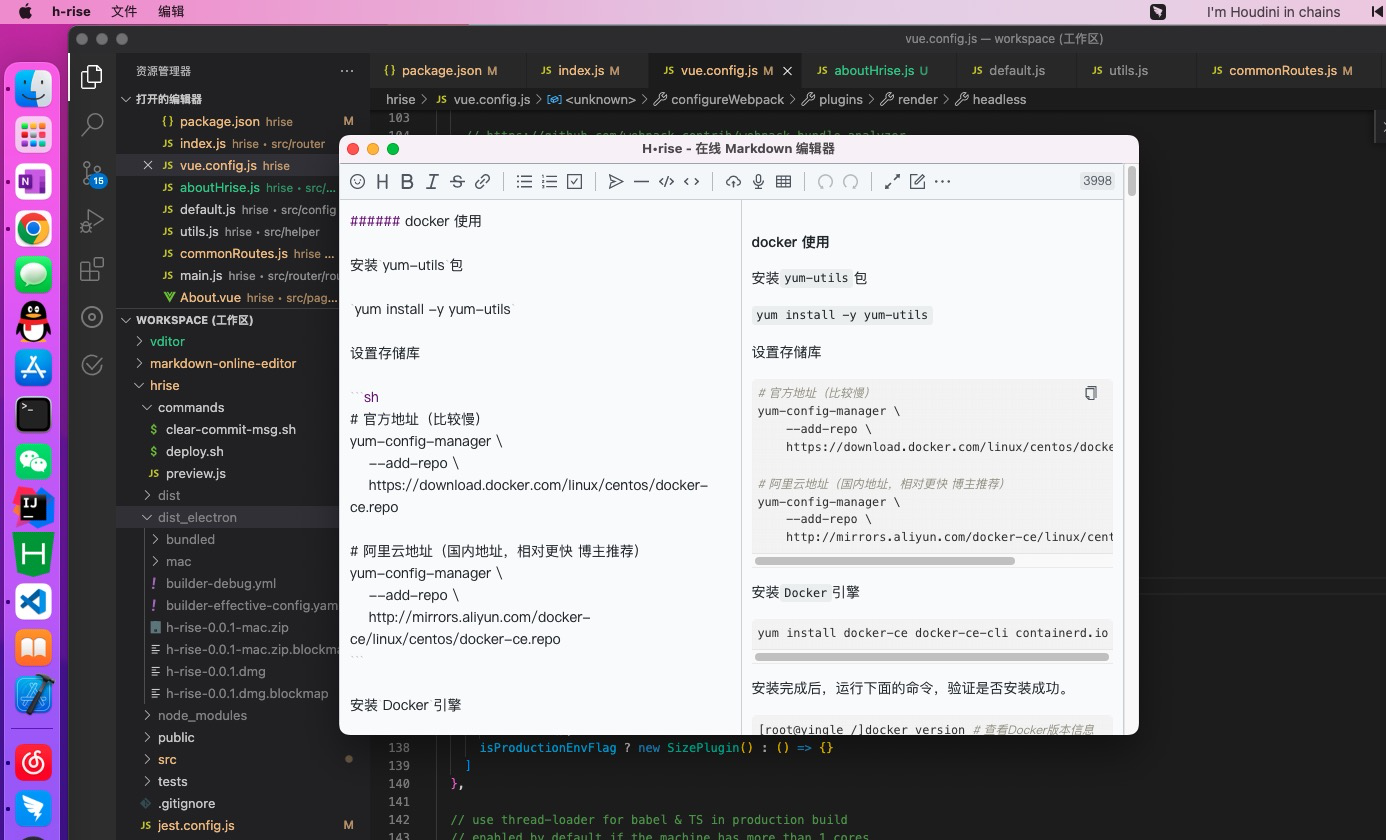 h-rise 文件 编辑 I'm Houdini in chains
vue.config.js — workspace (工作区)
资源管理器 ···
打开的编辑器
package.json hrise M
index.js hrise • src/router
vue.config.js hrise
aboutHrise.js hrise • src/...
default.js hrise • src/config
utils.js hrise • src/helper
commonRoutes.js hrise ...
main.js hrise • src/router/rou
About.vue hrise • src/pag...
15
WORKSPACE (工作区)
vditor
markdown-online-editor
hrise
commands
$ clear-commit-msg.sh
$ deploy.sh
JS preview.js
dist
dist_electron
bundled
mac
! builder-debug.yml
! builder-effective-config.yam
h-rise-0.0.1-mac.zip
h-rise-0.0.1-mac.zip.blockma
h-rise-0.0.1.dmg
h-rise-0.0.1.dmg.blockmap
node_modules
public
src
tests
.gitignore
JS jest.config.js M
{} package.json M JS index.js M JS vue.config.js M JS aboutHrise.js U JS default.js JS utils.js JS commonRoutes.js M
hrise > JS vue.config.js > <unknown> > configureWebpack > plugins > render > headless
103
104 // https://github.com/webpack-contrib/webpack-bundle-analyzer
H•rise - 在线 Markdown 编辑器
3998
###### docker 使用
安装`yum-utils`包
`yum install -y yum-utils`
设置存储库
```sh
# 官方地址（比较慢）
yum-config-manager \
--add-repo \
https://download.docker.com/linux/centos/docker-
ce.repo
# 阿里云地址（国内地址，相对更快 博主推荐）
yum-config-manager \
--add-repo \
http://mirrors.aliyun.com/docker-
ce/linux/centos/docker-ce.repo
```
安装 Docker 引擎
docker 使用
安装 yum-utils 包
yum install -y yum-utils
设置存储库
# 官方地址（比较慢）
yum-config-manager \
--add-repo \
https://download.docker.com/linux/centos/docke
# 阿里云地址（国内地址，相对更快 博主推荐）
yum-config-manager \
--add-repo \
http://mirrors.aliyun.com/docker-ce/linux/cent
安装 Docker 引擎
yum install docker-ce docker-ce-cli containerd.io
安装完成后，运行下面的命令，验证是否安装成功。
[root@yingle /]docker version # 查看Docker版本信息
138 isProductionEnvFlag ? new SizePlugin() : () => {}
139 ]
140 },
141
142 // use thread-loader for babel & TS in production build
143 // enabled by default if the machine has more than 1 cores